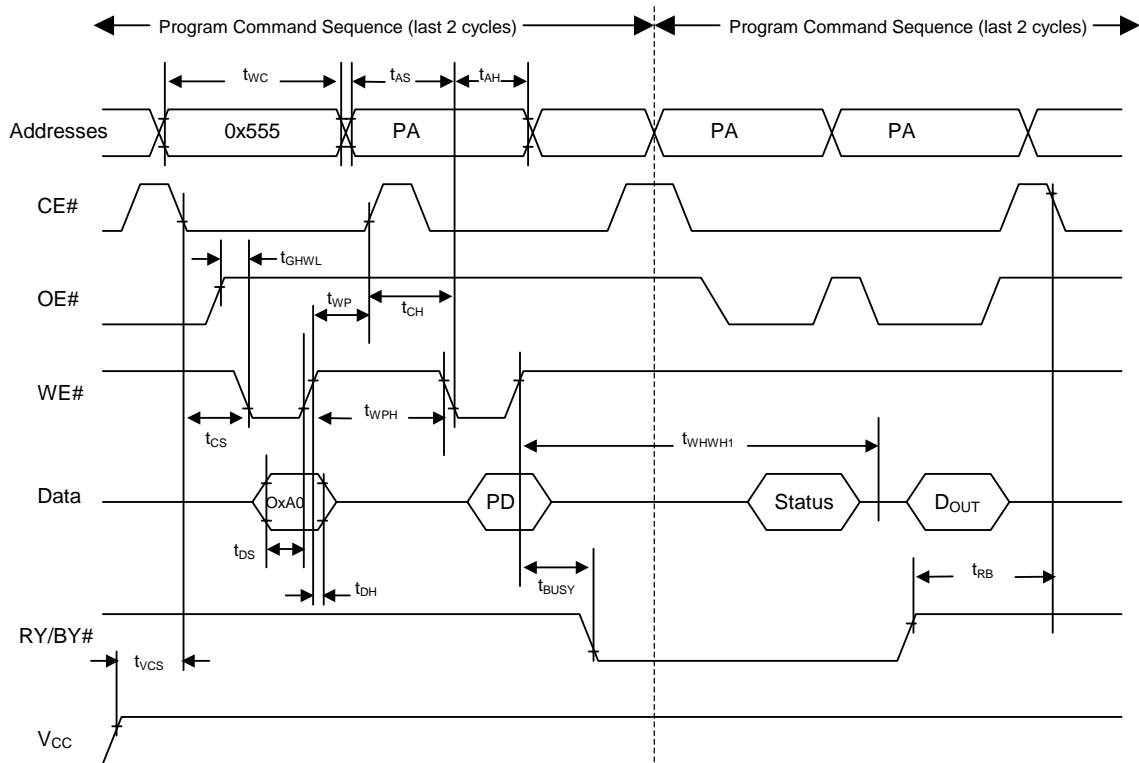 Program Command Sequence (last 2 cycles) Program Command Sequence (last 2 cycles)
tWC tAS tAH
Addresses 0x555 PA PA PA
CE#
tGHWL
OE#
tWP tCH
WE#
tCS tWPH tWHWH1
Data OxA0 PD Status DOUT
tDS tDH tBUSY tRB
RY/BY#
tVCS
VCC